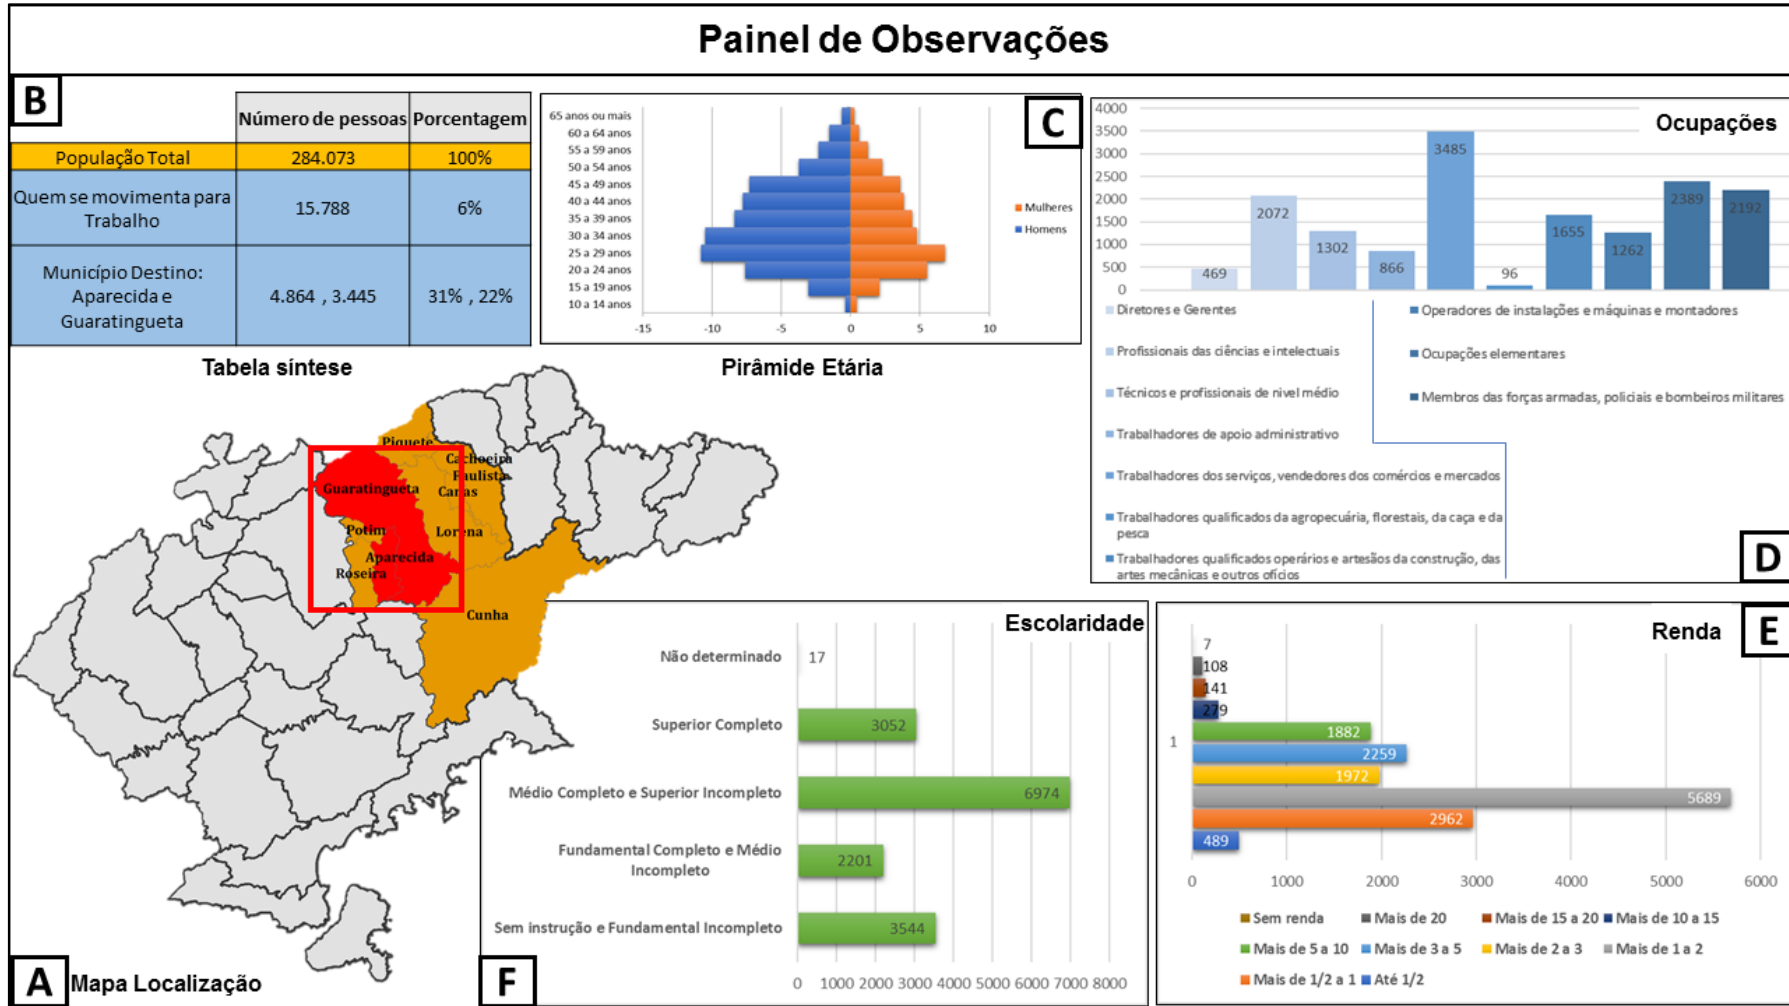 Painel de Observações
B
Número de pessoas Porcentagem
População Total 284.073 100%
Quem se movimenta para
Trabalho
15.788 6%
Município Destino:
Aparecida e
Guaratingueta
4.864 , 3.445 31% , 22%
Tabela síntese
C
65 anos ou mais
60 a 64 anos
55 a 59 anos
50 a 54 anos
45 a 49 anos
40 a 44 anos
35 a 39 anos
30 a 34 anos
25 a 29 anos
20 a 24 anos
15 a 19 anos
10 a 14 anos
-15 -10 -5 0 5 10
Mulheres
Homens
Pirâmide Etária
Ocupações
4000
3500
3000
2500
2000
1500
1000
500
0
469
2072
1302
866
3485
96
1655
1262
2389
2192
Diretores e Gerentes
Profissionais das ciências e intelectuais
Técnicos e profissionais de nivel médio
Trabalhadores de apoio administrativo
Trabalhadores dos serviços, vendedores dos comércios e mercados
Trabalhadores qualificados da agropecuária, florestais, da caça e da
pesca
Trabalhadores qualificados operários e artesãos da construção, das
artes mecânicas e outros ofícios
Operadores de instalações e máquinas e montadores
Ocupações elementares
Membros das forças armadas, policiais e bombeiros militares
D
Piquete
Cachoeira
Paulista
Canas
Guaratingueta
Potim
Lorena
Aparecida
Roseira
Cunha
A
Mapa Localização
Escolaridade
Não determinado 17
Superior Completo 3052
Médio Completo e Superior Incompleto 6974
Fundamental Completo e Médio
Incompleto
2201
Sem instrução e Fundamental Incompleto 3544
0 1000 2000 3000 4000 5000 6000 7000 8000
F
Renda
E
7
108
141
279
1882
1
2259
1972
5689
2962
489
0 1000 2000 3000 4000 5000 6000
Sem renda Mais de 20 Mais de 15 a 20 Mais de 10 a 15
Mais de 5 a 10 Mais de 3 a 5 Mais de 2 a 3 Mais de 1 a 2
Mais de 1/2 a 1 Até 1/2